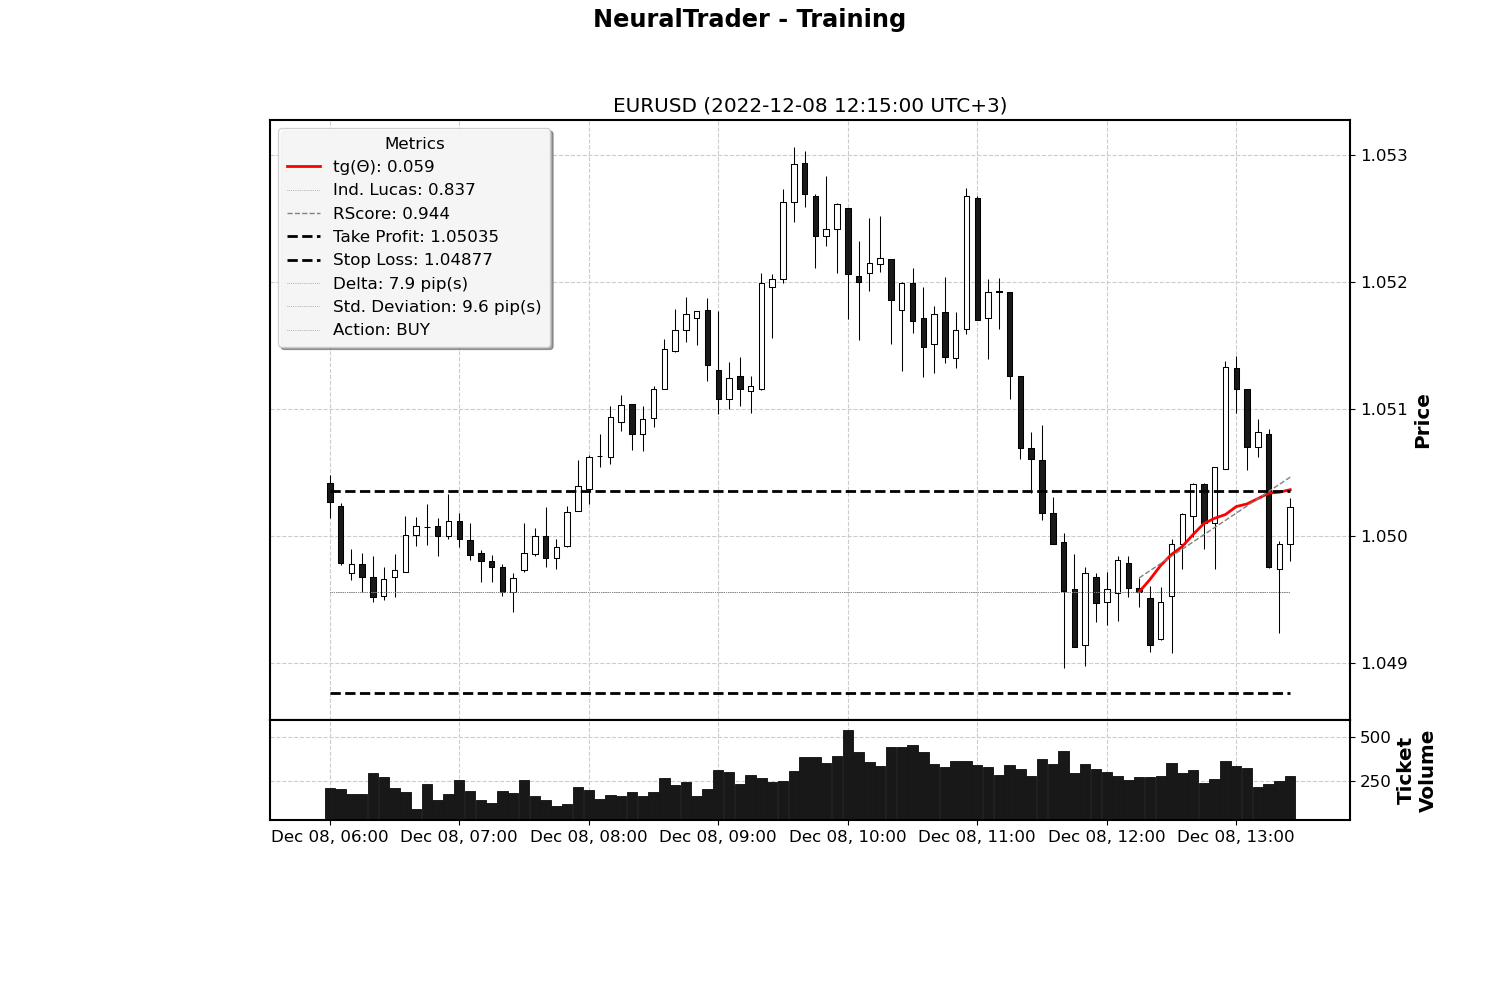 NeuralTrader - Training
EURUSD (2022-12-08 12:15:00 UTC+3)
Metrics
tg(Θ): 0.059
Ind. Lucas: 0.837
RScore: 0.944
Take Profit: 1.05035
Stop Loss: 1.04877
Delta: 7.9 pip(s)
Std. Deviation: 9.6 pip(s)
Action: BUY
1.053
1.052
1.051
1.050
1.049
Price
500
250
Ticket
Volume
Dec 08, 06:00 Dec 08, 07:00 Dec 08, 08:00 Dec 08, 09:00 Dec 08, 10:00 Dec 08, 11:00 Dec 08, 12:00 Dec 08, 13:00